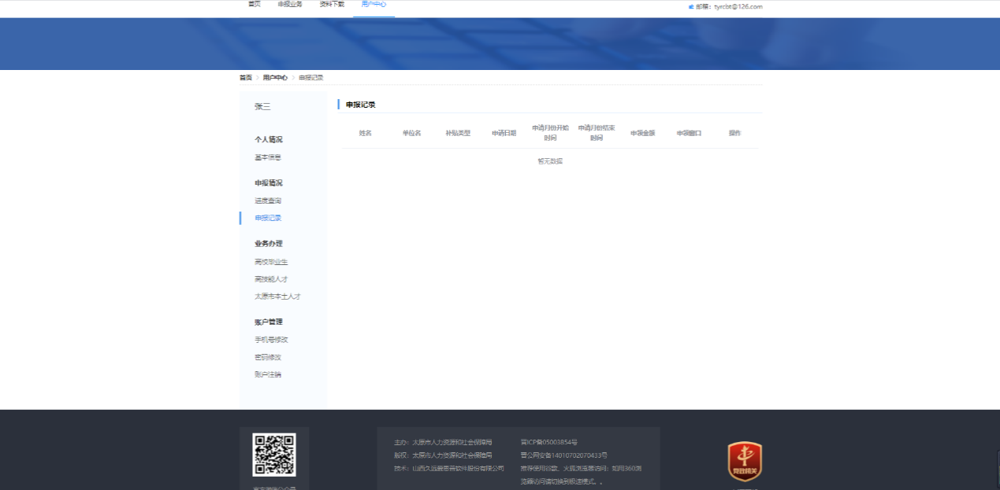 首页 申报业务 资料下载 用户中心 邮箱：tyrcbt@126.com
首页 > 用户中心 > 申报记录
张三
个人情况
基本信息
申报情况
进度查询
申报记录
业务办理
高校毕业生
高技能人才
太原市本土人才
账户管理
手机号修改
密码修改
账户注销
申报记录
姓名 单位名 补贴类型 申请日期 申请月份开始时间 申请月份结束时间 申领金额 申领窗口 操作
暂无数据
主办：太原市人力资源和社会保障局
版权：太原市人力资源和社会保障局
技术：山西久远银思普软件股份有限公司
晋ICP备05003854号
晋公网安备14010702070433号
推荐使用谷歌、火狐浏览器访问；如用360浏
览器访问请切换到极速模式。。
党政机关